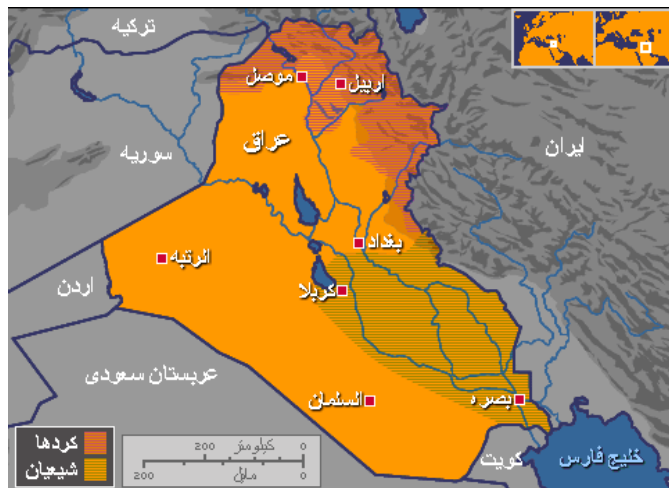 ترکیه
موصل
اربیل
عراق
سوریه
ایران
بغداد
الرتبه
کربلا
اردن
عربستان سعودی
السلمان
بصره
کردها
شیعیان
200 کیلومتر 0
200 مایل 0
کویت
خلیج فارس